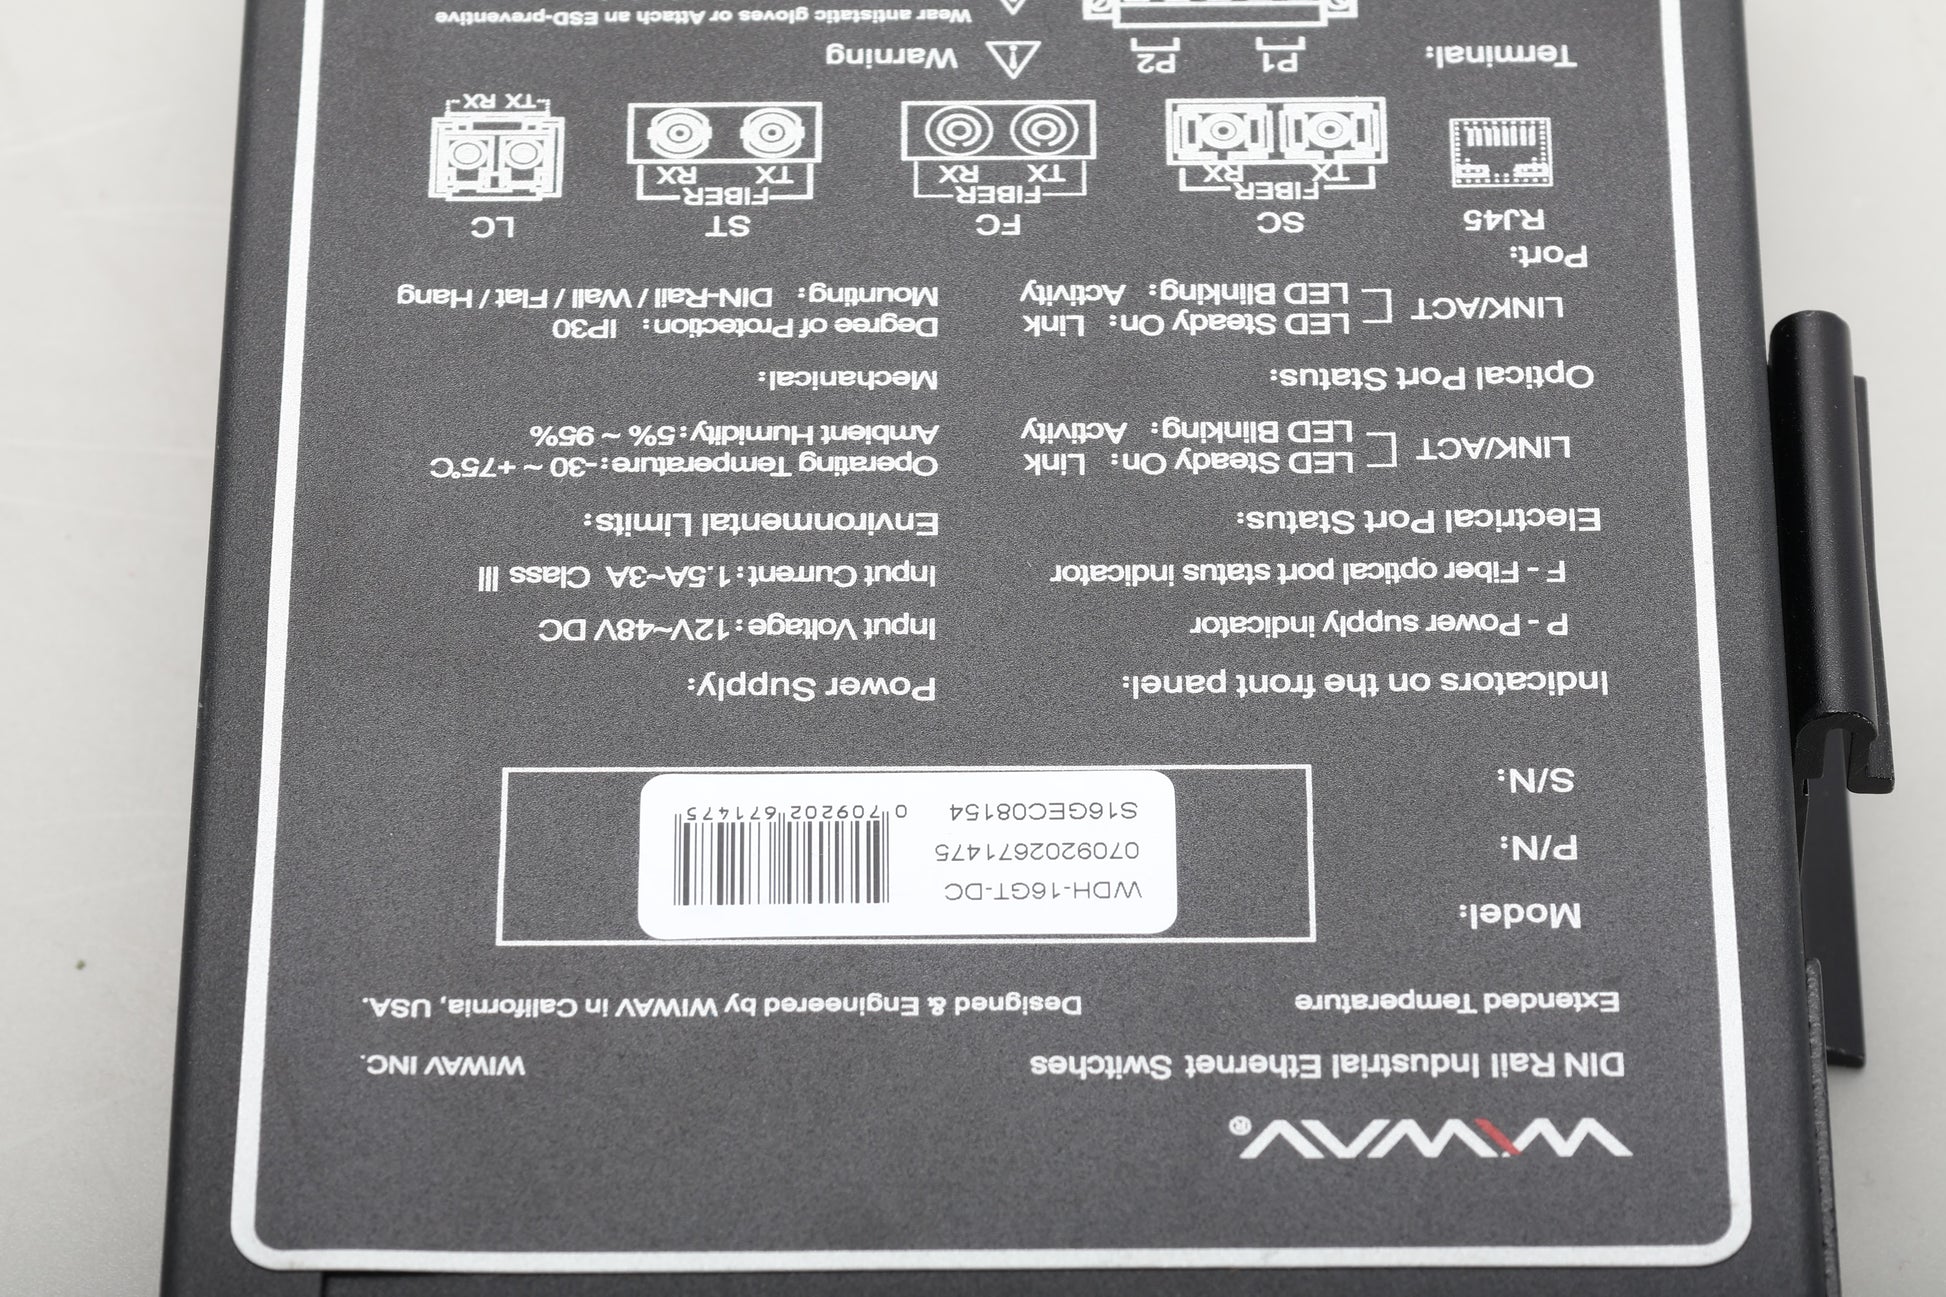 WIWAV®
DIN Rail Industrial Ethernet Switches
WIWAV INC.
Extended Temperature
Designed & Engineered by WIWAV in California, USA.
Model:
WDH-16GT-DC
P/N:
0709202671475
S/N:
S16GEC08154
0 709202 671475
Indicators on the front panel:
P - Power supply indicator
F - Fiber optical port status indicator
Electrical Port Status:
LINK/ACT
LED Steady On: Link
LED Blinking: Activity
Optical Port Status:
LINK/ACT
LED Steady On: Link
LED Blinking: Activity
Power Supply:
Input Voltage: 12V~48V DC
Input Current: 1.5A~3A Class III
Environmental Limits:
Operating Temperature: -30 ~ +75℃
Ambient Humidity: 5% ~ 95%
Mechanical:
Degree of Protection: IP30
Mounting: DIN-Rail / Wall / Flat / Hang
Port:
RJ45
SC
FIBER
TX RX
FC
FIBER
TX RX
ST
FIBER
TX RX
LC
TX RX
Terminal:
P1 P2
Warning
Wear antistatic gloves or Attach an ESD-preventive